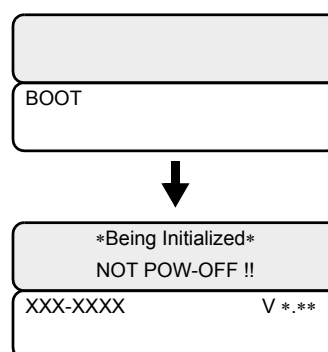 BOOT
*Being Initialized*
NOT POW-OFF !!
XXX-XXXX V *.**